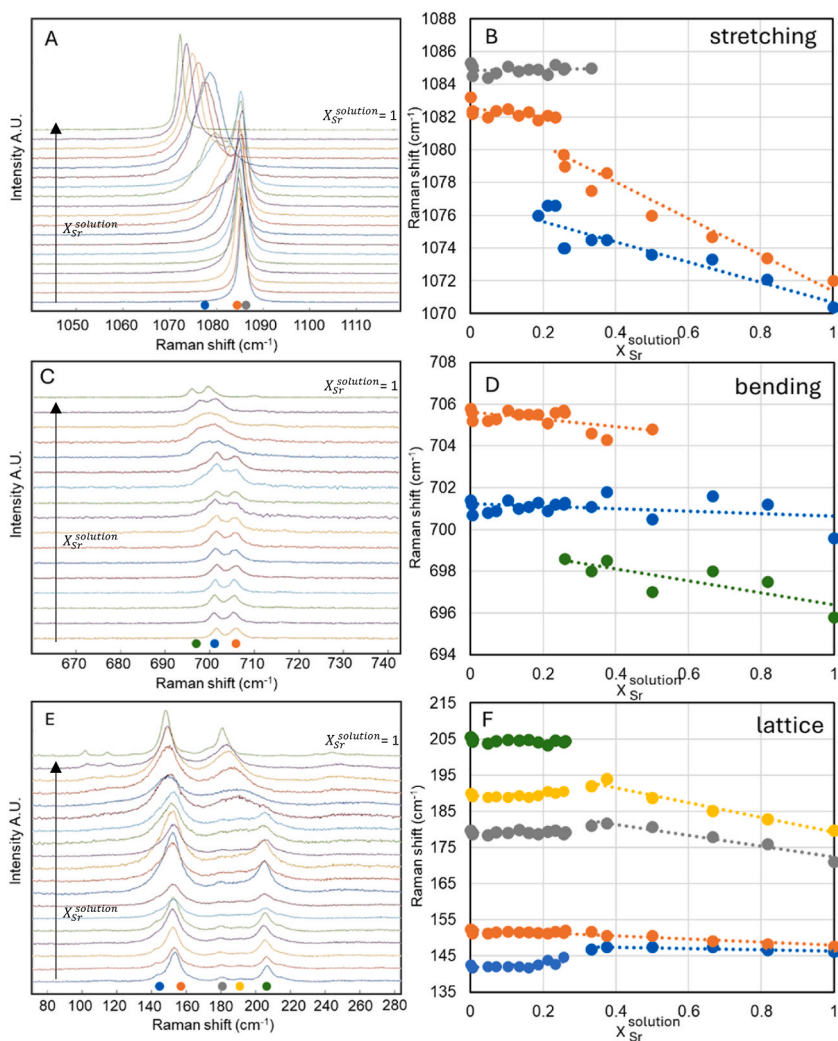 A
X_Sr^solution = 1
X_Sr^solution
Intensity A.U.
1050 1060 1070 1080 1090 1100 1110
Raman shift (cm⁻¹)
B
stretching
1088
1086
1084
1082
1080
1078
1076
1074
1072
1070
Raman shift (cm⁻¹)
0 0.2 0.4 0.6 0.8 1
X_Sr^solution
C
X_Sr^solution = 1
X_Sr^solution
Intensity A.U.
670 680 690 700 710 720 730 740
Raman shift (cm⁻¹)
D
bending
708
706
704
702
700
698
696
694
Raman shift (cm⁻¹)
0 0.2 0.4 0.6 0.8 1
X_Sr^solution
E
X_Sr^solution = 1
X_Sr^solution
Intensity A.U.
80 100 120 140 160 180 200 220 240 260 280
Raman shift (cm⁻¹)
F
lattice
215
205
195
185
175
165
155
145
135
Raman shift (cm⁻¹)
0 0.2 0.4 0.6 0.8 1
X_Sr^solution